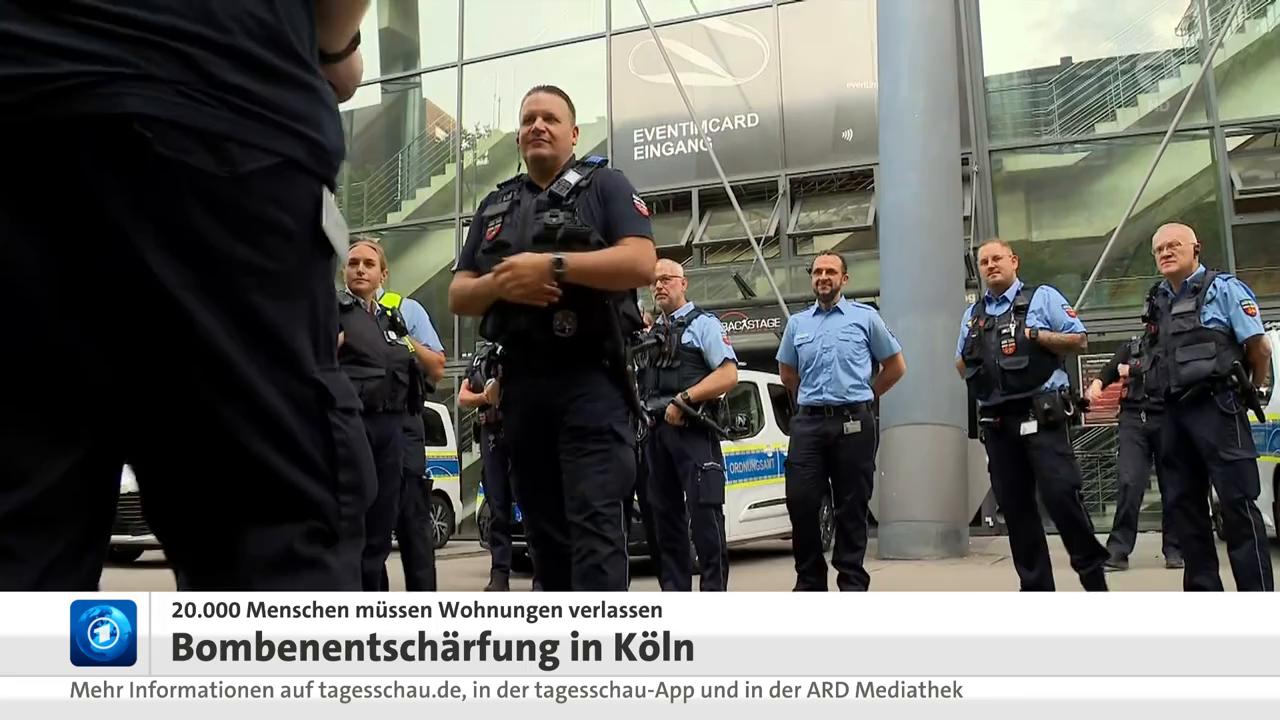 EVENTIMCARD
EINGANG
BACKSTAGE
ORDNUNGSAMT
20.000 Menschen müssen Wohnungen verlassen
Bombenentschärfung in Köln
Mehr Informationen auf tagesschau.de, in der tagesschau-App und in der ARD Mediathek